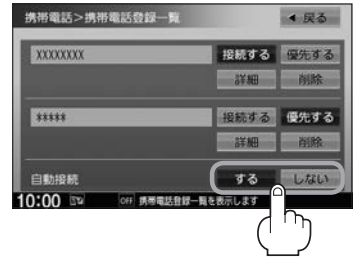 携帯電話>携帯電話登録一覧 ◀ 戻る
XXXXXXXX 接続する 優先する
詳細 削除
***** 接続する 優先する
詳細 削除
自動接続 する しない
10:00 OFF 携帯電話登録一覧を表示します